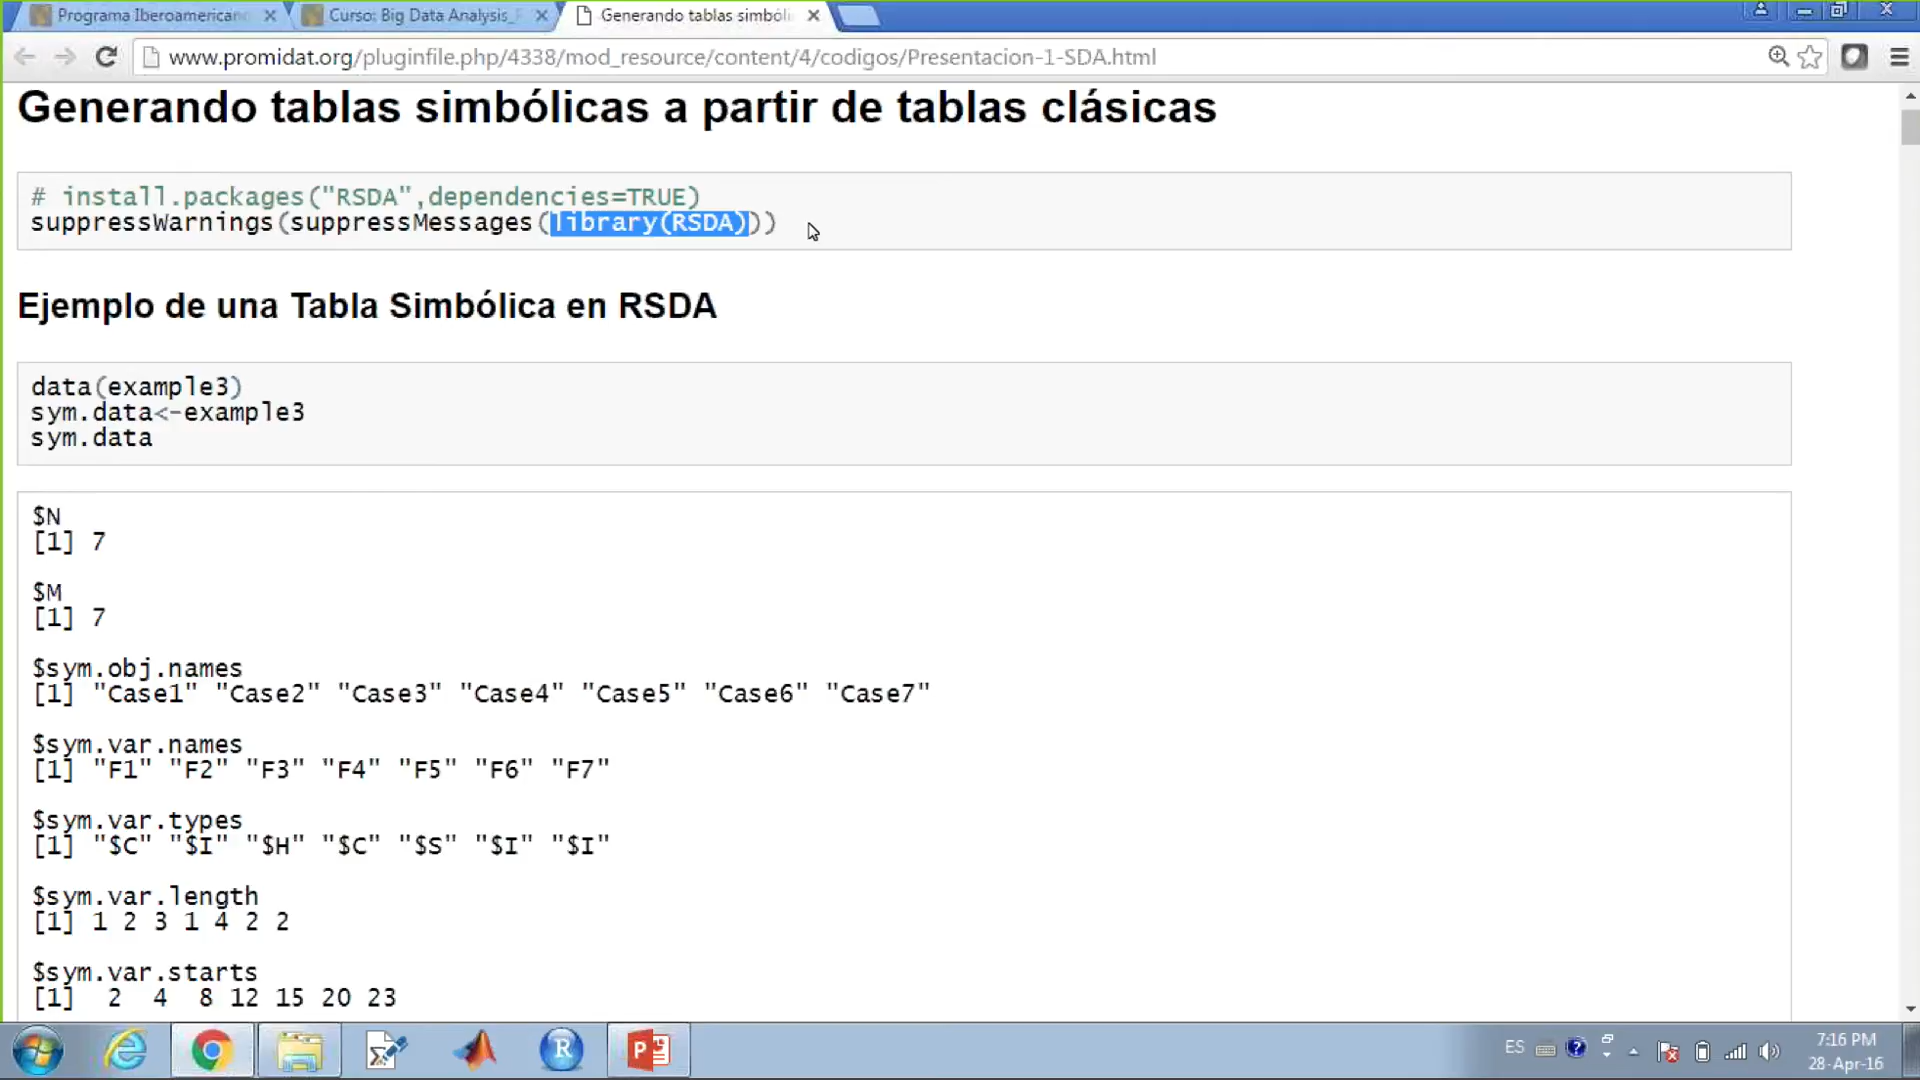 Programa Iberoamericano
Curso: Big Data Analysis_
Generando tablas simból
www.promidat.org/pluginfile.php/4338/mod_resource/content/4/codigos/Presentacion-1-SDA.html
Generando tablas simbólicas a partir de tablas clásicas
# install.packages("RSDA",dependencies=TRUE)
suppressWarnings(suppressMessages(library(RSDA)))
Ejemplo de una Tabla Simbólica en RSDA
data(example3)
sym.data<-example3
sym.data
$N
[1] 7
$M
[1] 7
$sym.obj.names
[1] "Case1" "Case2" "Case3" "Case4" "Case5" "Case6" "Case7"
$sym.var.names
[1] "F1" "F2" "F3" "F4" "F5" "F6" "F7"
$sym.var.types
[1] "$C" "$I" "$H" "$C" "$S" "$I" "$I"
$sym.var.length
[1] 1 2 3 1 4 2 2
$sym.var.starts
[1] 2 4 8 12 15 20 23
ES
7:16 PM
28-Apr-16